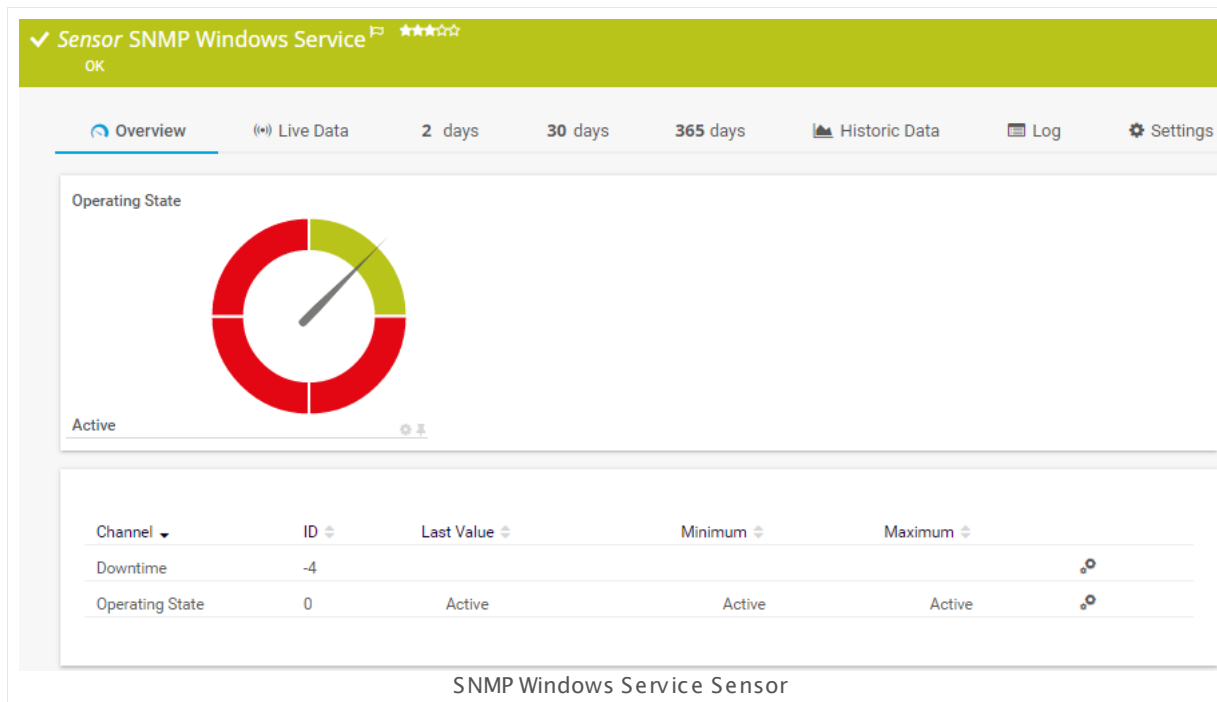 Sensor SNMP Windows Service
OK
Overview Live Data 2 days 30 days 365 days Historic Data Log Settings
Operating State
Active
Channel ID Last Value Minimum Maximum
Downtime -4
Operating State 0 Active Active Active
SNMP Windows Service Sensor